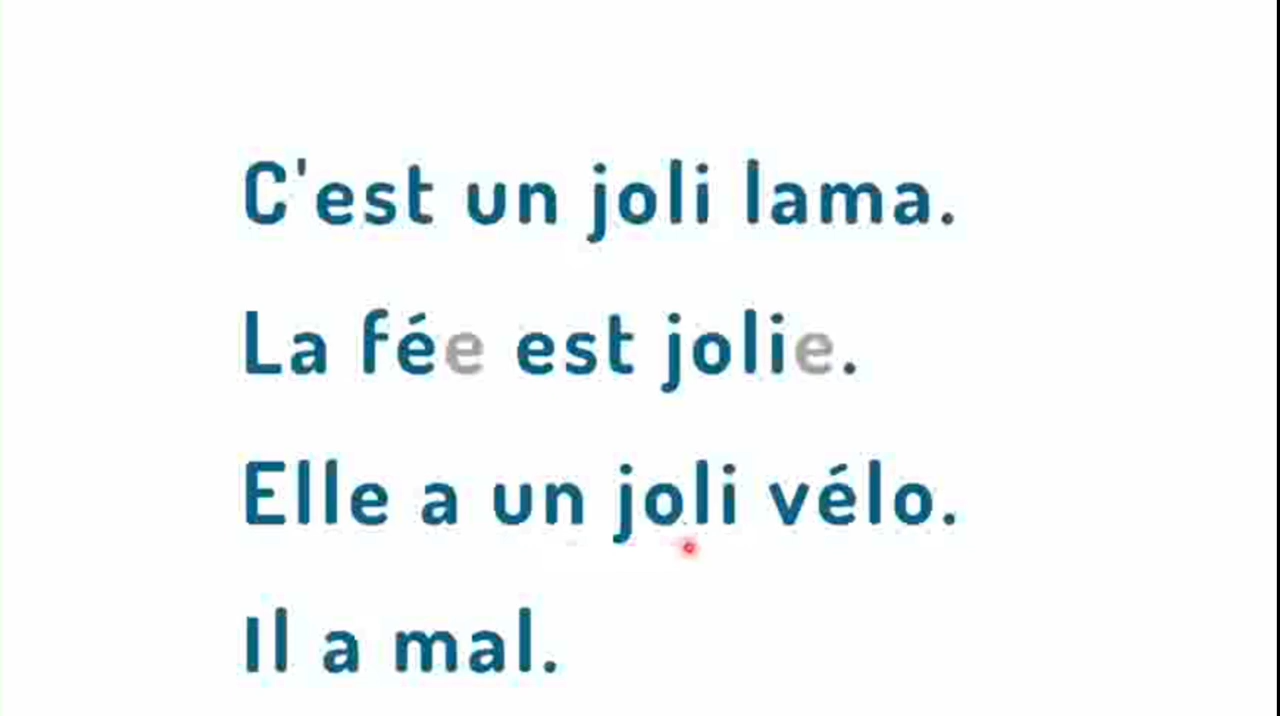 C'est un joli lama.
La fée est jolie.
Elle a un joli vélo.
Il a mal.